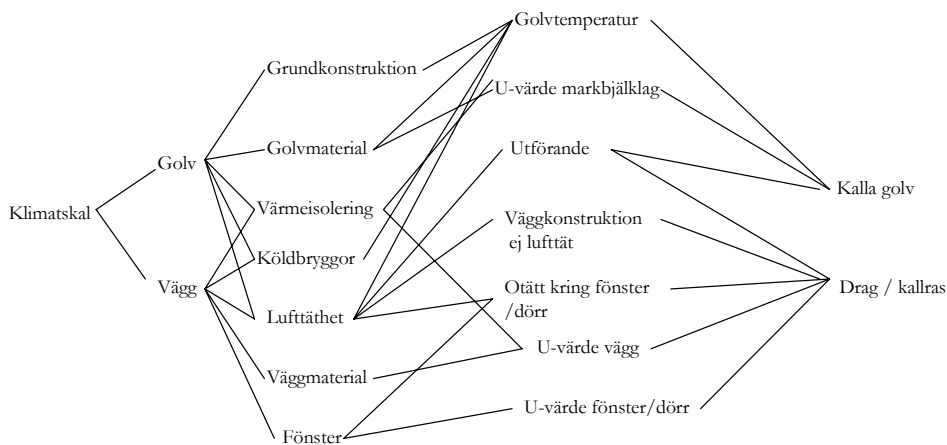 Klimatskal
Golv
Vägg
Grundkonstruktion
Golvmaterial
Värmeisolering
Köldbryggor
Lufttäthet
Väggmaterial
Fönster
Golvtemperatur
U-värde markbjälklag
Utförande
Väggkonstruktion
ej lufttät
Otätt kring fönster
/dörr
U-värde vägg
U-värde fönster/dörr
Kalla golv
Drag / kallras